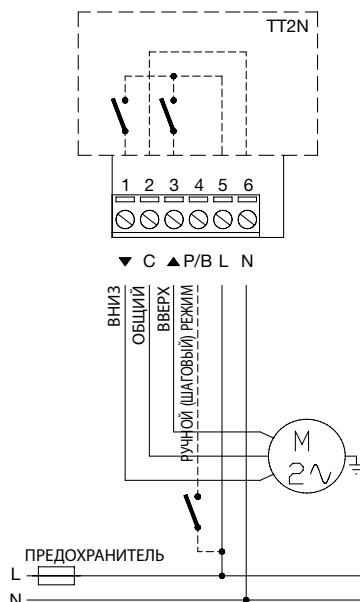 TT2N
1 2 3 4 5 6
▼ C ▲ P/B L N
ВНИЗ
ОБЩИЙ
ВВЕРХ
РУЧНОЙ (ШАГОВЫЙ) РЕЖИМ
M
2∿
ПРЕДОХРАНИТЕЛЬ
L
N